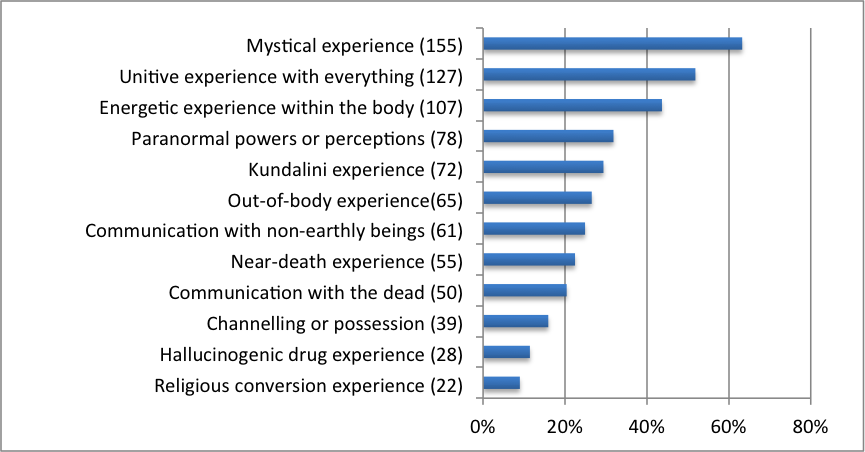 Mystical experience (155)
Unitive experience with everything (127)
Energetic experience within the body (107)
Paranormal powers or perceptions (78)
Kundalini experience (72)
Out-of-body experience(65)
Communication with non-earthly beings (61)
Near-death experience (55)
Communication with the dead (50)
Channelling or possession (39)
Hallucinogenic drug experience (28)
Religious conversion experience (22)
0% 20% 40% 60% 80%